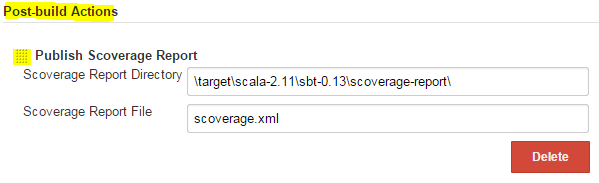 Post-build Actions
Publish Scoverage Report
Scoverage Report Directory \target\scala-2.11\sbt-0.13\scoverage-report\
Scoverage Report File scoverage.xml
Delete